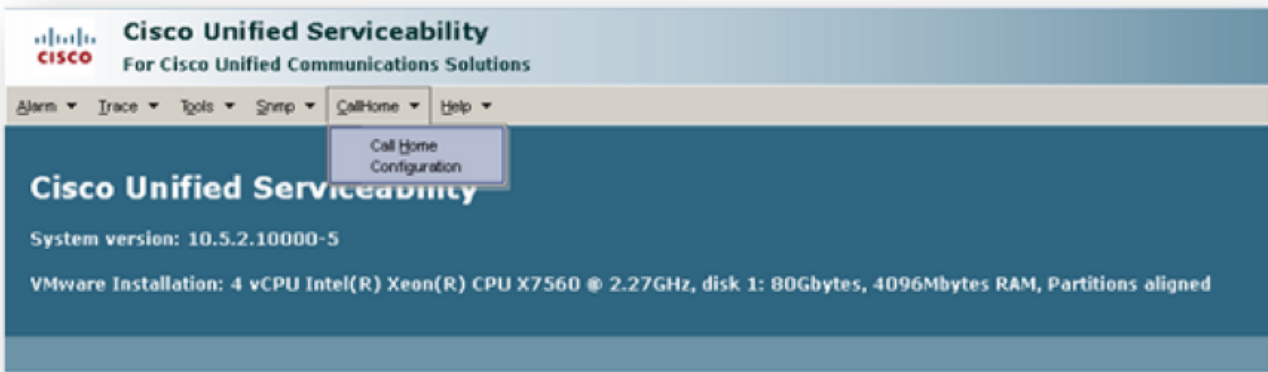 CISCO
Cisco Unified Serviceability
For Cisco Unified Communications Solutions
Alarm Trace Tools Snmp CallHome Help
Call Home
Configuration
Cisco Unified Serviceability
System version: 10.5.2.10000-5
VMware Installation: 4 vCPU Intel(R) Xeon(R) CPU X7560 @ 2.27GHz, disk 1: 80Gbytes, 4096Mbytes RAM, Partitions aligned